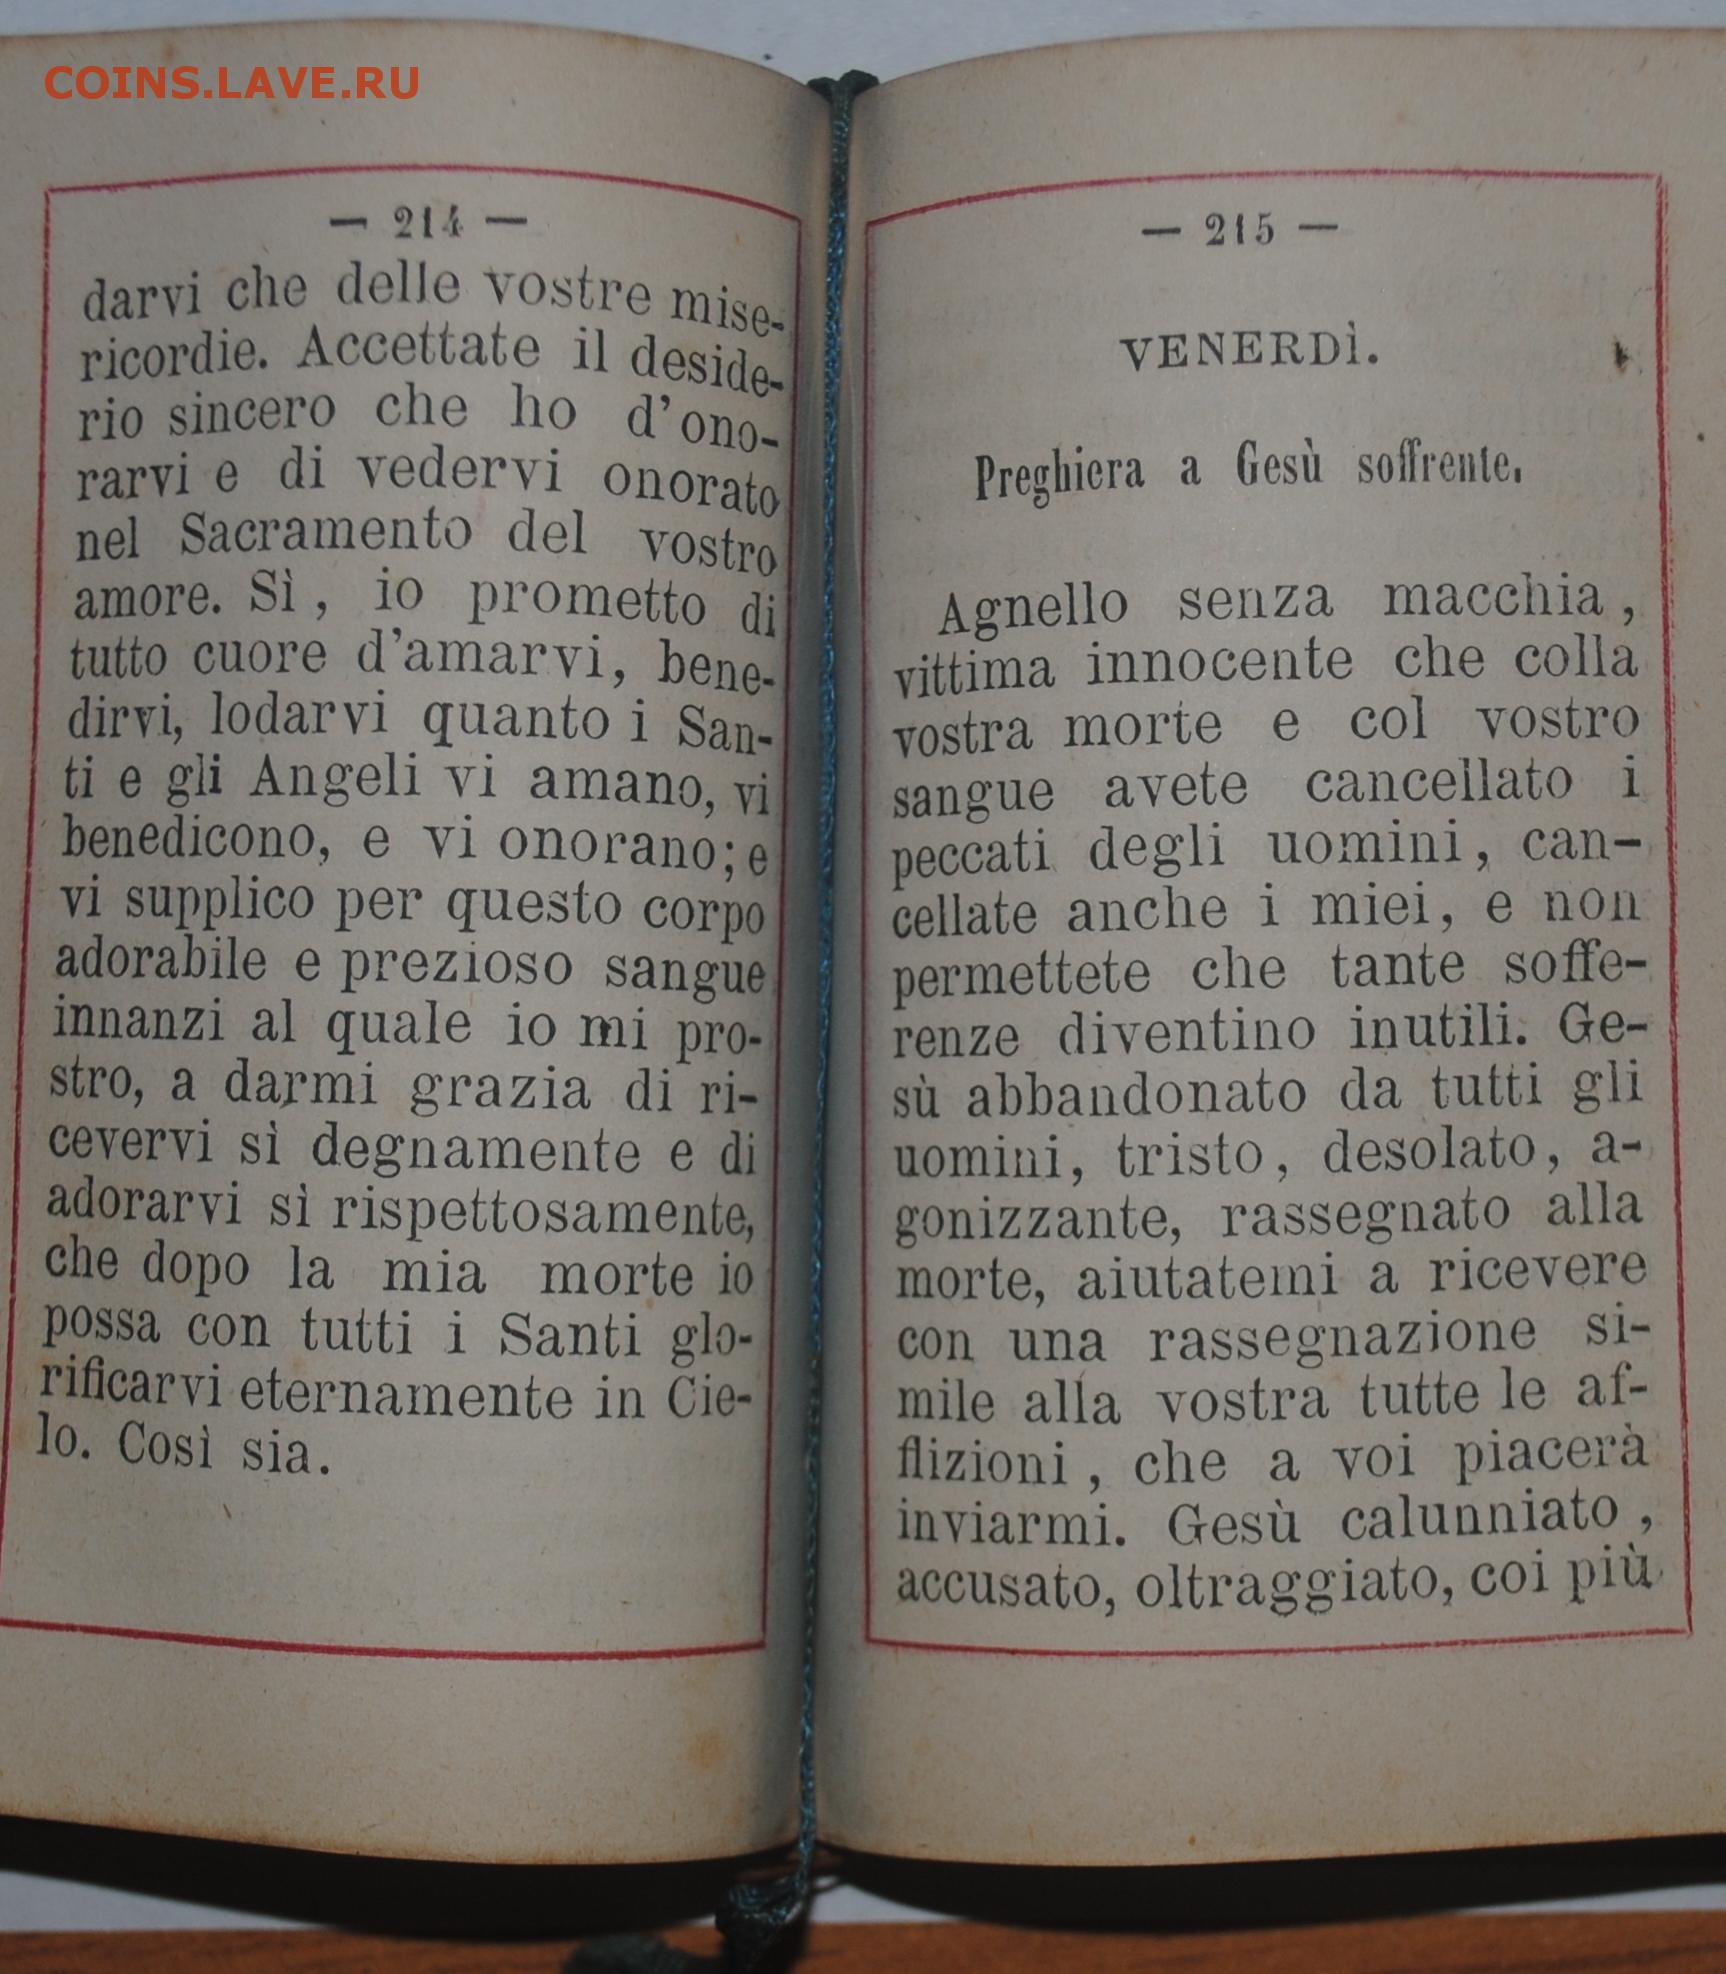 COINS.LAVE.RU
— 214 —
darvi che delle vostre mise-
ricordie. Accettate il deside-
rio sincero che ho d'ono-
rarvi e di vedervi onorato
nel Sacramento del vostro
amore. Sì, io prometto di
tutto cuore d'amarvi, bene-
dirvi, lodarvi quanto i San-
ti e gli Angeli vi amano, vi
benedicono, e vi onorano; e
vi supplico per questo corpo
adorabile e prezioso sangue
innanzi al quale io mi pro-
stro, a darmi grazia di ri-
cevervi sì degnamente e di
adorarvi sì rispettosamente,
che dopo la mia morte io
possa con tutti i Santi glo-
rificarvi eternamente in Cie-
lo. Così sia.
— 215 —
VENERDÌ.
Preghiera a Gesù soffrente.
Agnello senza macchia,
vittima innocente che colla
vostra morte e col vostro
sangue avete cancellato i
peccati degli uomini, can-
cellate anche i miei, e non
permettete che tante soffe-
renze diventino inutili. Ge-
sù abbandonato da tutti gli
uomini, tristo, desolato, a-
gonizzante, rassegnato alla
morte, aiutatemi a ricevere
con una rassegnazione si-
mile alla vostra tutte le af-
flizioni, che a voi piacerà
inviarmi. Gesù calunniato,
accusato, oltraggiato, coi più